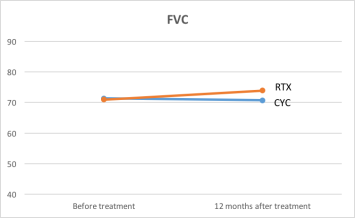 FVC
90
80
70
60
50
40
RTX
CYC
Before treatment
12 months after treatment